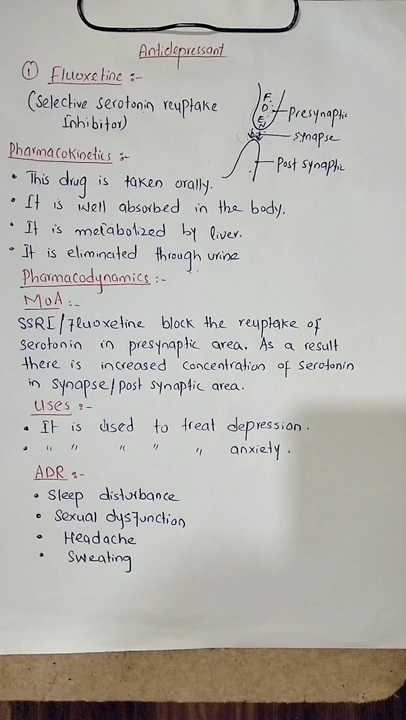 Antidepressant
① Fluoxetine :-
(Selective serotonin reuptake
Inhibitor)
Presynaptic
synapse
Post synaptic
Pharmacokinetics :-
• This drug is taken orally.
• It is well absorbed in the body.
• It is metabolized by liver.
• It is eliminated through urine
Pharmacodynamics :-
MOA :-
SSRI/Fluoxetine block the reuptake of
serotonin in presynaptic area. As a result
there is increased concentration of serotonin
in synapse/post synaptic area.
Uses :-
• It is used to treat depression.
• " " " " " anxiety.
ADR :-
• Sleep disturbance
• Sexual dysfunction
• Headache
• Sweating